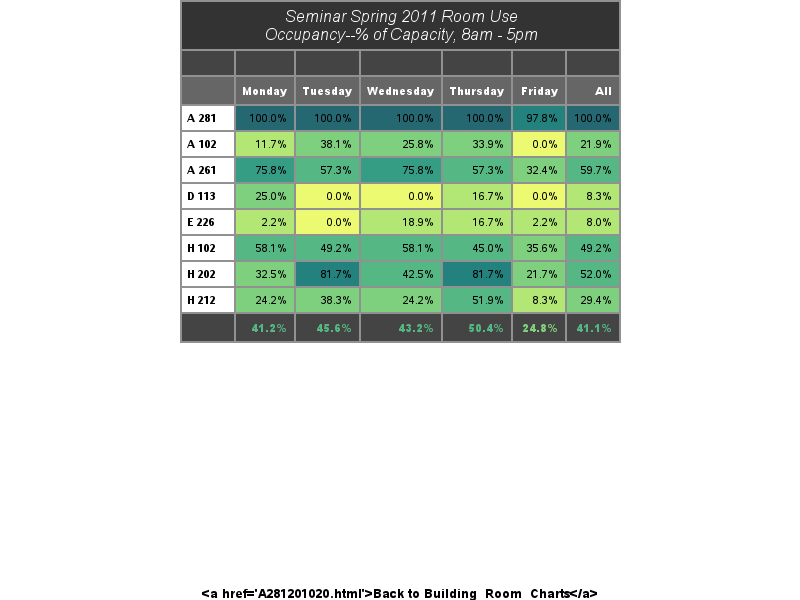 Seminar Spring 2011 Room Use
Occupancy--% of Capacity, 8am - 5pm
Monday Tuesday Wednesday Thursday Friday All
A 281 100.0% 100.0% 100.0% 100.0% 97.8% 100.0%
A 102 11.7% 38.1% 25.8% 33.9% 0.0% 21.9%
A 261 75.8% 57.3% 75.8% 57.3% 32.4% 59.7%
D 113 25.0% 0.0% 0.0% 16.7% 0.0% 8.3%
E 226 2.2% 0.0% 18.9% 16.7% 2.2% 8.0%
H 102 58.1% 49.2% 58.1% 45.0% 35.6% 49.2%
H 202 32.5% 81.7% 42.5% 81.7% 21.7% 52.0%
H 212 24.2% 38.3% 24.2% 51.9% 8.3% 29.4%
41.2% 45.6% 43.2% 50.4% 24.8% 41.1%
<a href='A281201020.html'>Back to Building_Room_Charts</a>